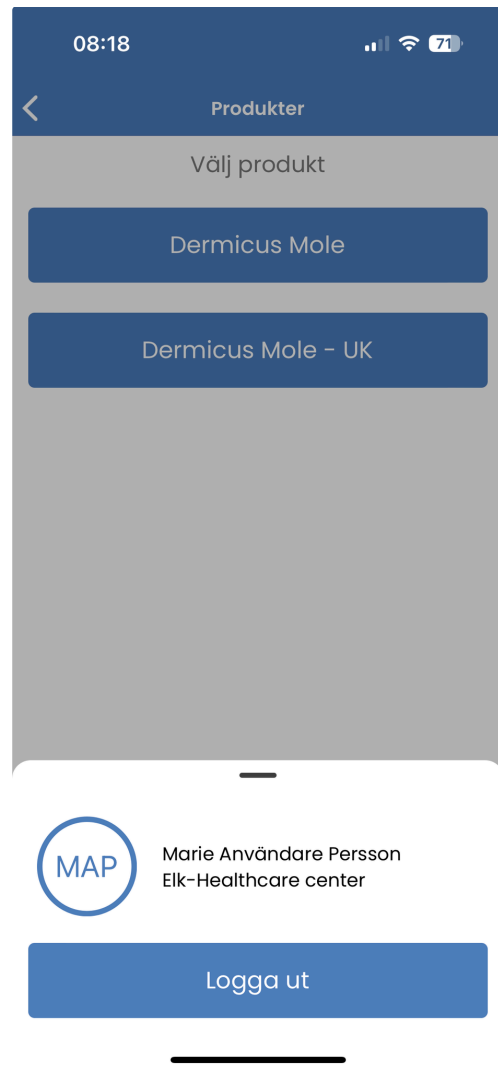 08:18
71
Produkter
Välj produkt
Dermicus Mole
Dermicus Mole - UK
MAP
Marie Användare Persson
Elk-Healthcare center
Logga ut